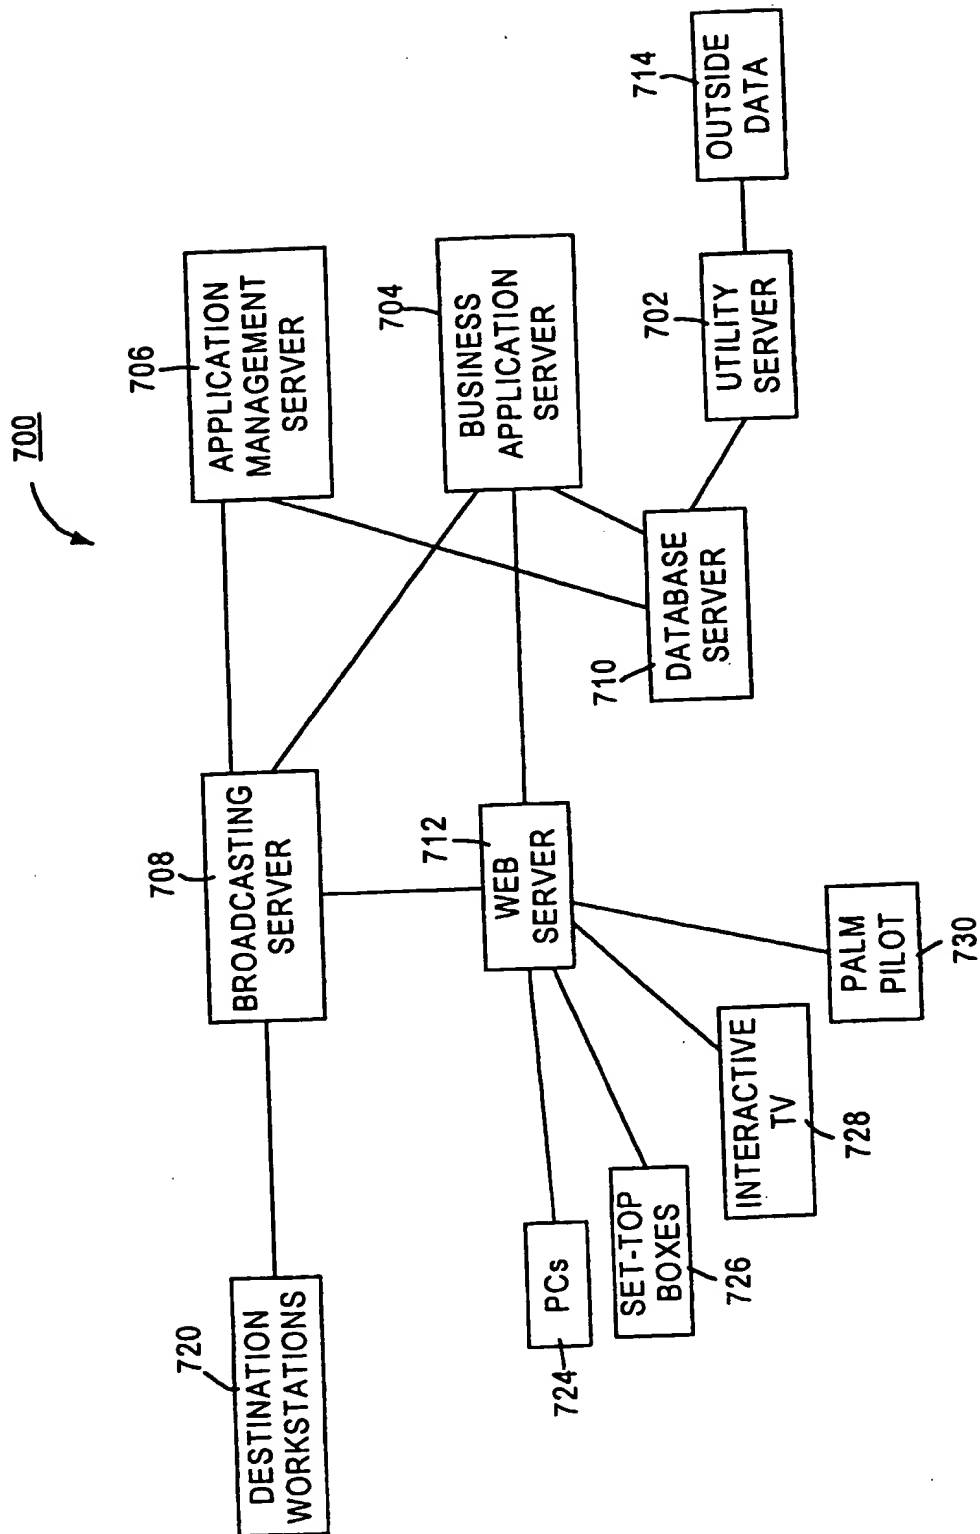 700
720
DESTINATION
WORKSTATIONS
708
BROADCASTING
SERVER
706
APPLICATION
MANAGEMENT
SERVER
712
WEB
SERVER
704
BUSINESS
APPLICATION
SERVER
724
PCs
726
SET-TOP
BOXES
728
INTERACTIVE
TV
730
PALM
PILOT
710
DATABASE
SERVER
702
UTILITY
SERVER
714
OUTSIDE
DATA